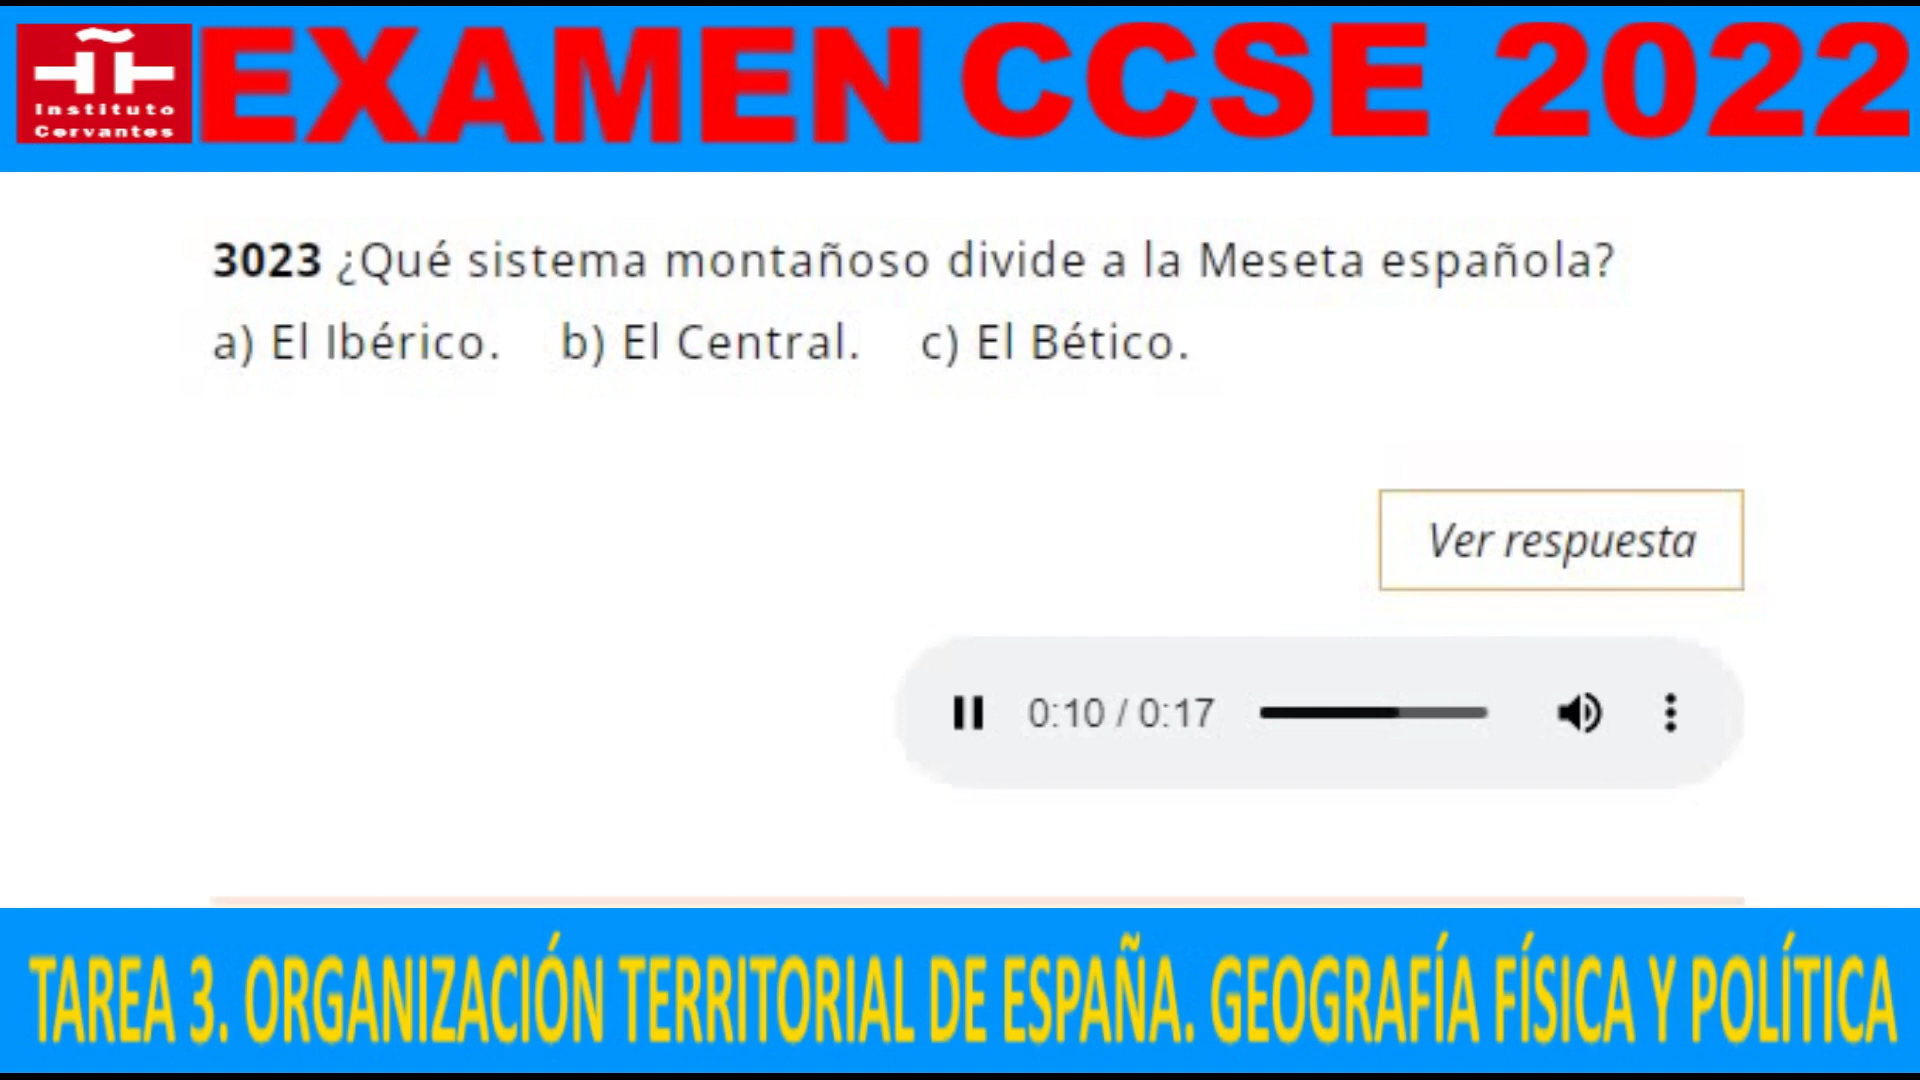 Instituto
Cervantes
EXAMEN CCSE 2022
3023 ¿Qué sistema montañoso divide a la Meseta española?
a) El Ibérico. b) El Central. c) El Bético.
Ver respuesta
0:10 / 0:17
TAREA 3. ORGANIZACIÓN TERRITORIAL DE ESPAÑA. GEOGRAFÍA FÍSICA Y POLÍTICA